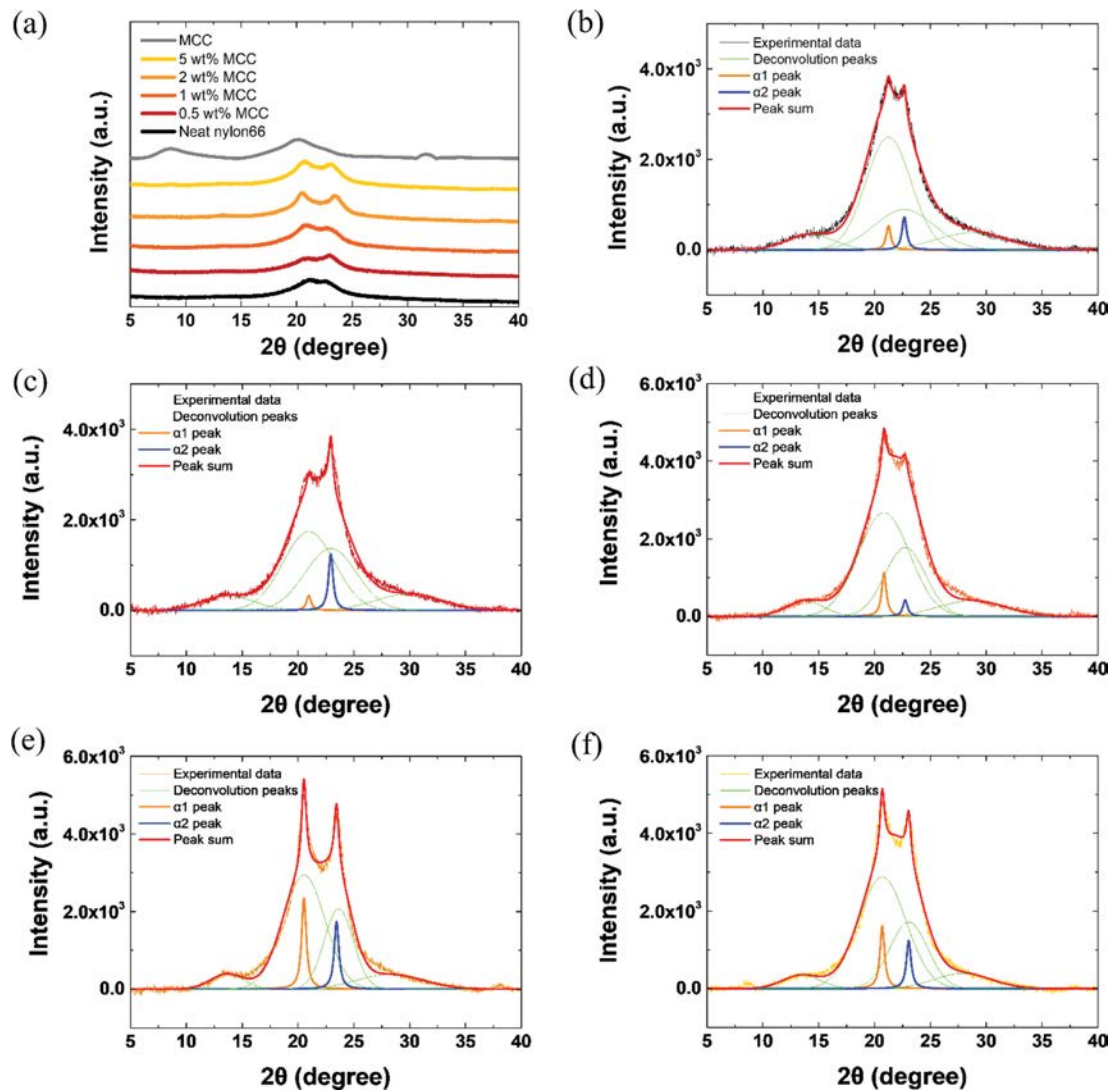 (a)
MCC
5 wt% MCC
2 wt% MCC
1 wt% MCC
0.5 wt% MCC
Neat nylon66
Intensity (a.u.)
5 10 15 20 25 30 35 40
2θ (degree)
(b)
Experimental data
Deconvolution peaks
α1 peak
α2 peak
Peak sum
Intensity (a.u.)
4.0x10³
2.0x10³
0.0
5 10 15 20 25 30 35 40
2θ (degree)
(c)
Experimental data
Deconvolution peaks
α1 peak
α2 peak
Peak sum
Intensity (a.u.)
4.0x10³
2.0x10³
0.0
5 10 15 20 25 30 35 40
2θ (degree)
(d)
Experimental data
Deconvolution peaks
α1 peak
α2 peak
Peak sum
Intensity (a.u.)
6.0x10³
4.0x10³
2.0x10³
0.0
5 10 15 20 25 30 35 40
2θ (degree)
(e)
Experimental data
Deconvolution peaks
α1 peak
α2 peak
Peak sum
Intensity (a.u.)
6.0x10³
4.0x10³
2.0x10³
0.0
5 10 15 20 25 30 35 40
2θ (degree)
(f)
Experimental data
Deconvolution peaks
α1 peak
α2 peak
Peak sum
Intensity (a.u.)
6.0x10³
4.0x10³
2.0x10³
0.0
5 10 15 20 25 30 35 40
2θ (degree)